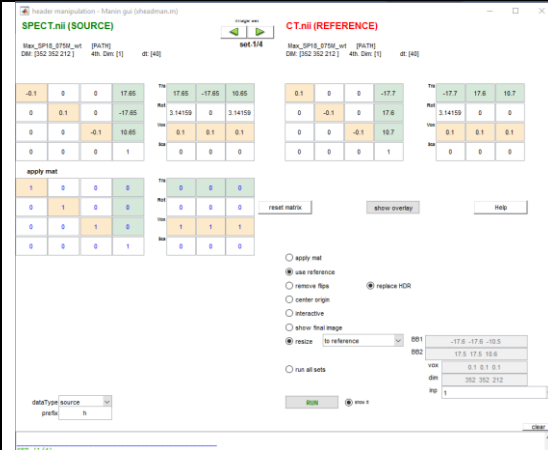 header manipulation - Manin gui (xheadman.m)
SPECT.nii (SOURCE)
image set
CT.nii (REFERENCE)
set-1/4
Max_SP18_075M_wt [PATH]
DIM: [352 352 212 ] 4th. Dim: [1] dt: [40]
Max_SP18_075M_wt [PATH]
DIM: [352 352 212 ] 4th. Dim: [1] dt: [40]
-0.1 0 0 17.65 Trs 17.65 -17.65 10.65 0.1 0 0 -17.7 Trs -17.7 17.6 10.7
0 0.1 0 -17.65 Rot 3.14159 0 3.14159 0 -0.1 0 17.6 Rot 3.14159 0 0
0 0 -0.1 10.65 Vox 0.1 0.1 0.1 0 0 -0.1 10.7 Vox 0.1 0.1 0.1
0 0 0 1 0 0 0 0 0 0 1 0 0 0
apply mat
1 0 0 0 Trs 0 0 0
0 1 0 0 Rot 0 0 0
0 0 1 0 Vox 1 1 1
0 0 0 1 0 0 0
reset matrix show overlay Help
apply mat
use reference
remove flips replace HDR
center origin
interactive
show final image
resize to reference
BB1 -17.6 -17.6 -10.5
BB2 17.5 17.5 10.6
vox 0.1 0.1 0.1
dim 352 352 212
inp 1
run all sets
dataType source
prefix h
RUN show it
clear